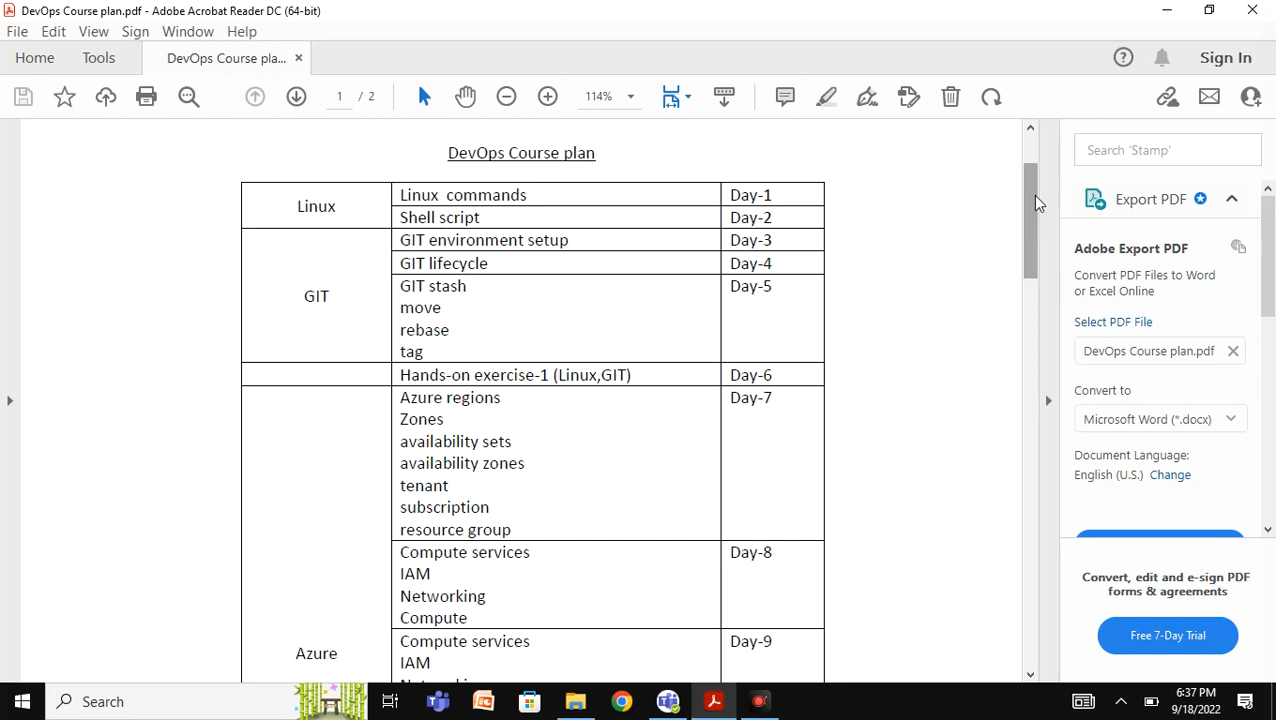 DevOps Course plan.pdf - Adobe Acrobat Reader DC (64-bit)
File Edit View Sign Window Help
Home Tools DevOps Course pla... Sign In
1 / 2 114%
DevOps Course plan
Linux
Linux commands Day-1
Shell script Day-2
GIT
GIT environment setup Day-3
GIT lifecycle Day-4
GIT stash Day-5
move
rebase
tag
Hands-on exercise-1 (Linux,GIT) Day-6
Azure
Azure regions Day-7
Zones
availability sets
availability zones
tenant
subscription
resource group
Compute services Day-8
IAM
Networking
Compute
Compute services Day-9
IAM
Search 'Stamp'
Export PDF
Adobe Export PDF
Convert PDF Files to Word
or Excel Online
Select PDF File
DevOps Course plan.pdf
Convert to
Microsoft Word (*.docx)
Document Language:
English (U.S.) Change
Convert, edit and e-sign PDF
forms & agreements
Free 7-Day Trial
Search
6:37 PM
9/18/2022